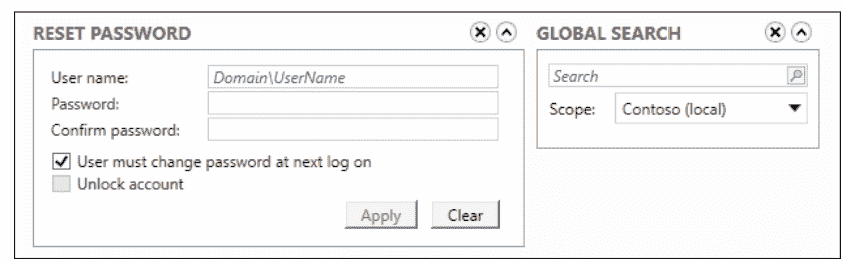 RESET PASSWORD
User name: Domain\UserName
Password:
Confirm password:
User must change password at next log on
Unlock account
Apply Clear
GLOBAL SEARCH
Search
Scope: Contoso (local)